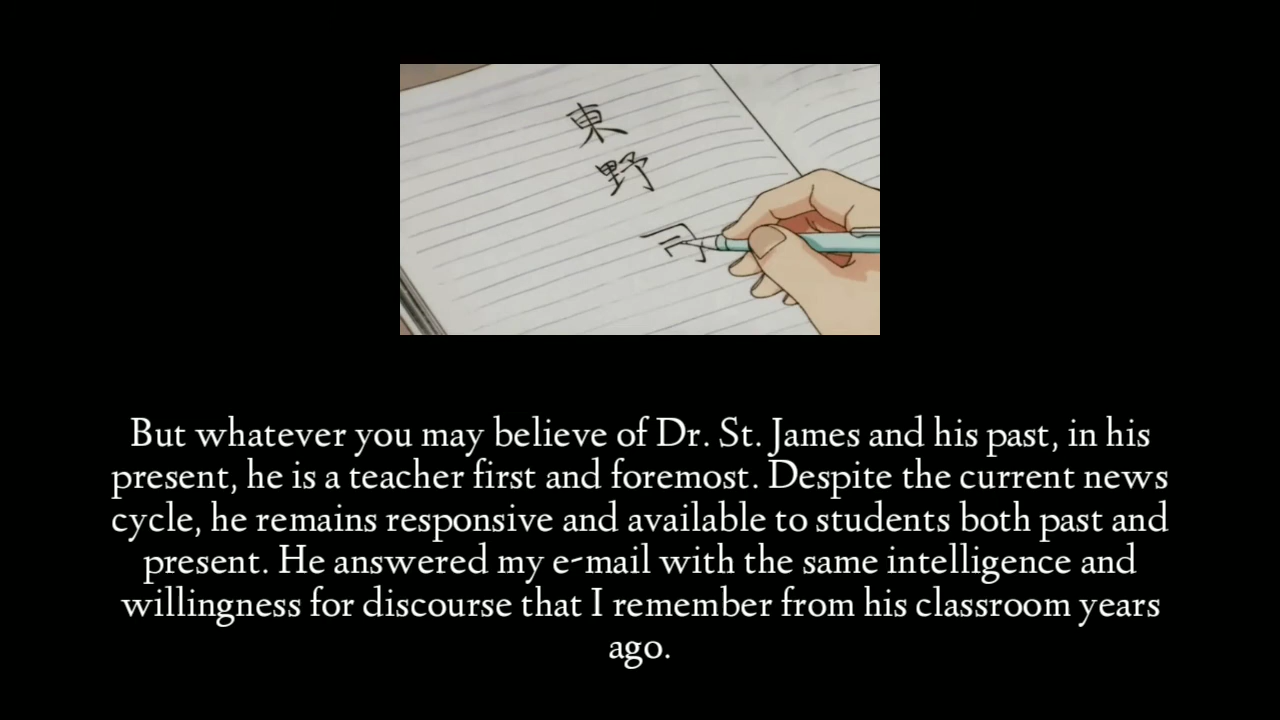 東
野
司
But whatever you may believe of Dr. St. James and his past, in his
present, he is a teacher first and foremost. Despite the current news
cycle, he remains responsive and available to students both past and
present. He answered my e-mail with the same intelligence and
willingness for discourse that I remember from his classroom years
ago.